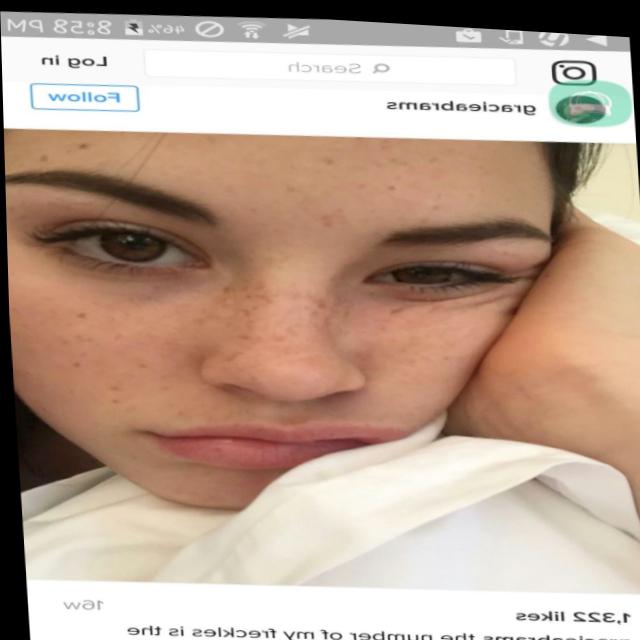 46% 8:58 PM
Search
Log in
gracieabrams
Follow
1,322 likes
16w
gracieabrams the number of my freckles is the